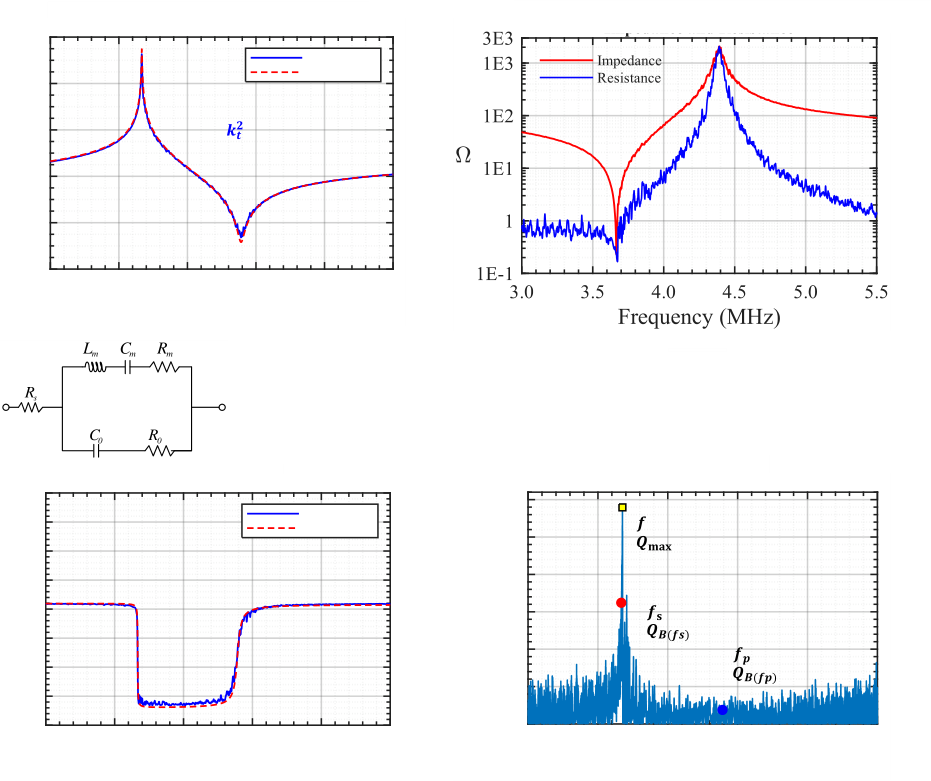 k_t^2
3E3
1E3
1E2
1E1
1
1E-1
Ω
Impedance
Resistance
3.0 3.5 4.0 4.5 5.0 5.5
Frequency (MHz)
L_m C_m R_m
R_s
C_0 R_0
f
Q_max
f_s
Q_B(fs)
f_p
Q_B(fp)